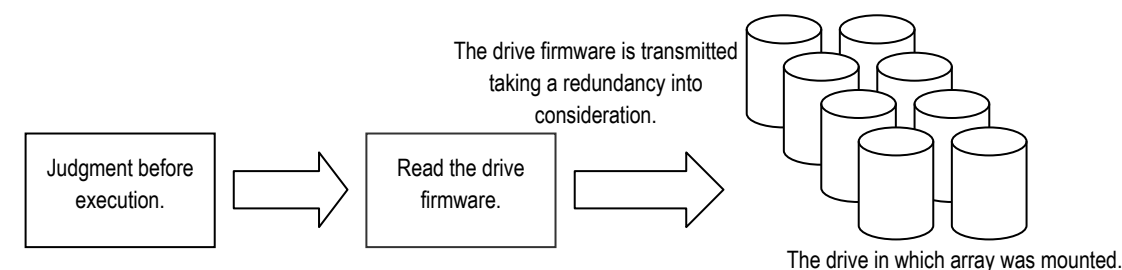 The drive firmware is transmitted
taking a redundancy into
consideration.
Judgment before
execution.
Read the drive
firmware.
The drive in which array was mounted.